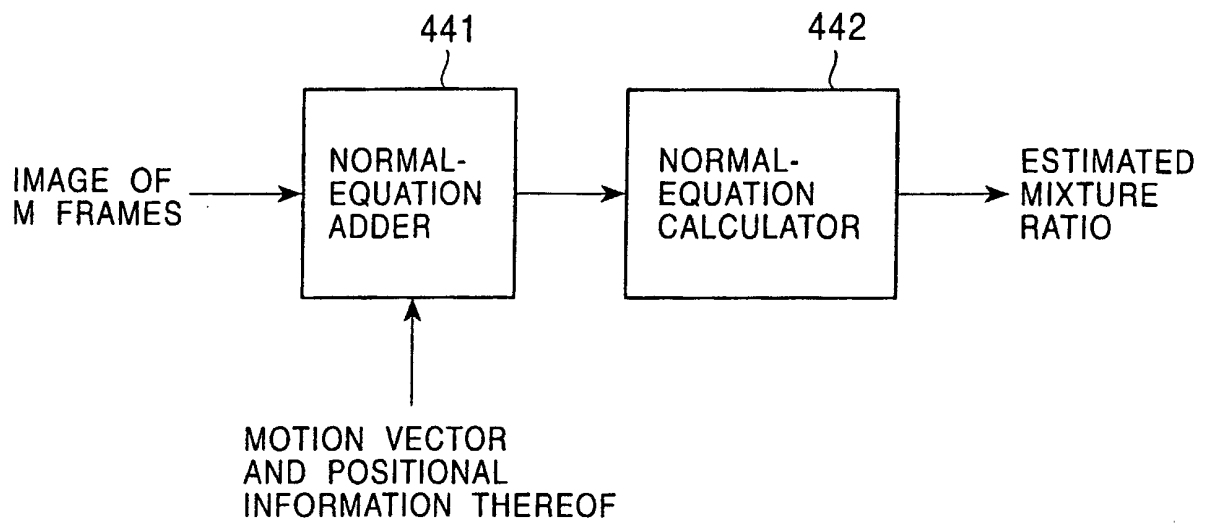 441
442
IMAGE OF
M FRAMES
NORMAL-
EQUATION
ADDER
NORMAL-
EQUATION
CALCULATOR
ESTIMATED
MIXTURE
RATIO
MOTION VECTOR
AND POSITIONAL
INFORMATION THEREOF